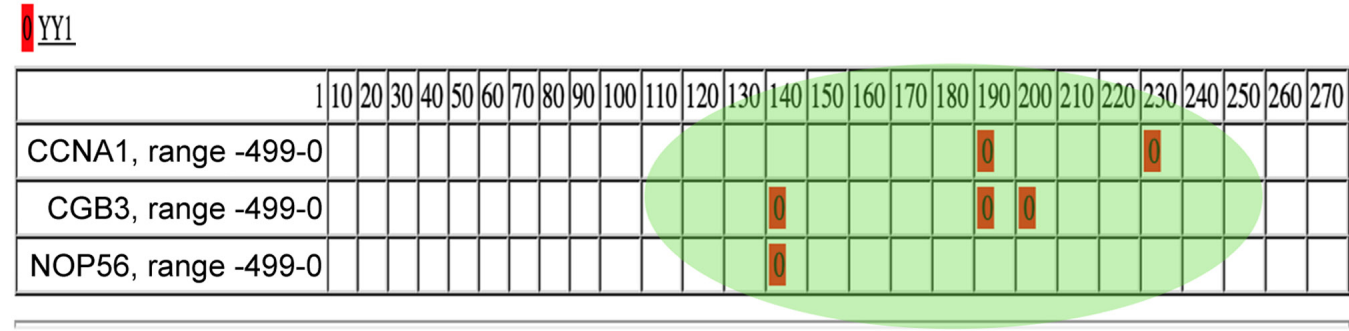 0 YY1
1 10 20 30 40 50 60 70 80 90 100 110 120 130 140 150 160 170 180 190 200 210 220 230 240 250 260 270
CCNA1, range -499-0 0 0
CGB3, range -499-0 0 0 0
NOP56, range -499-0 0